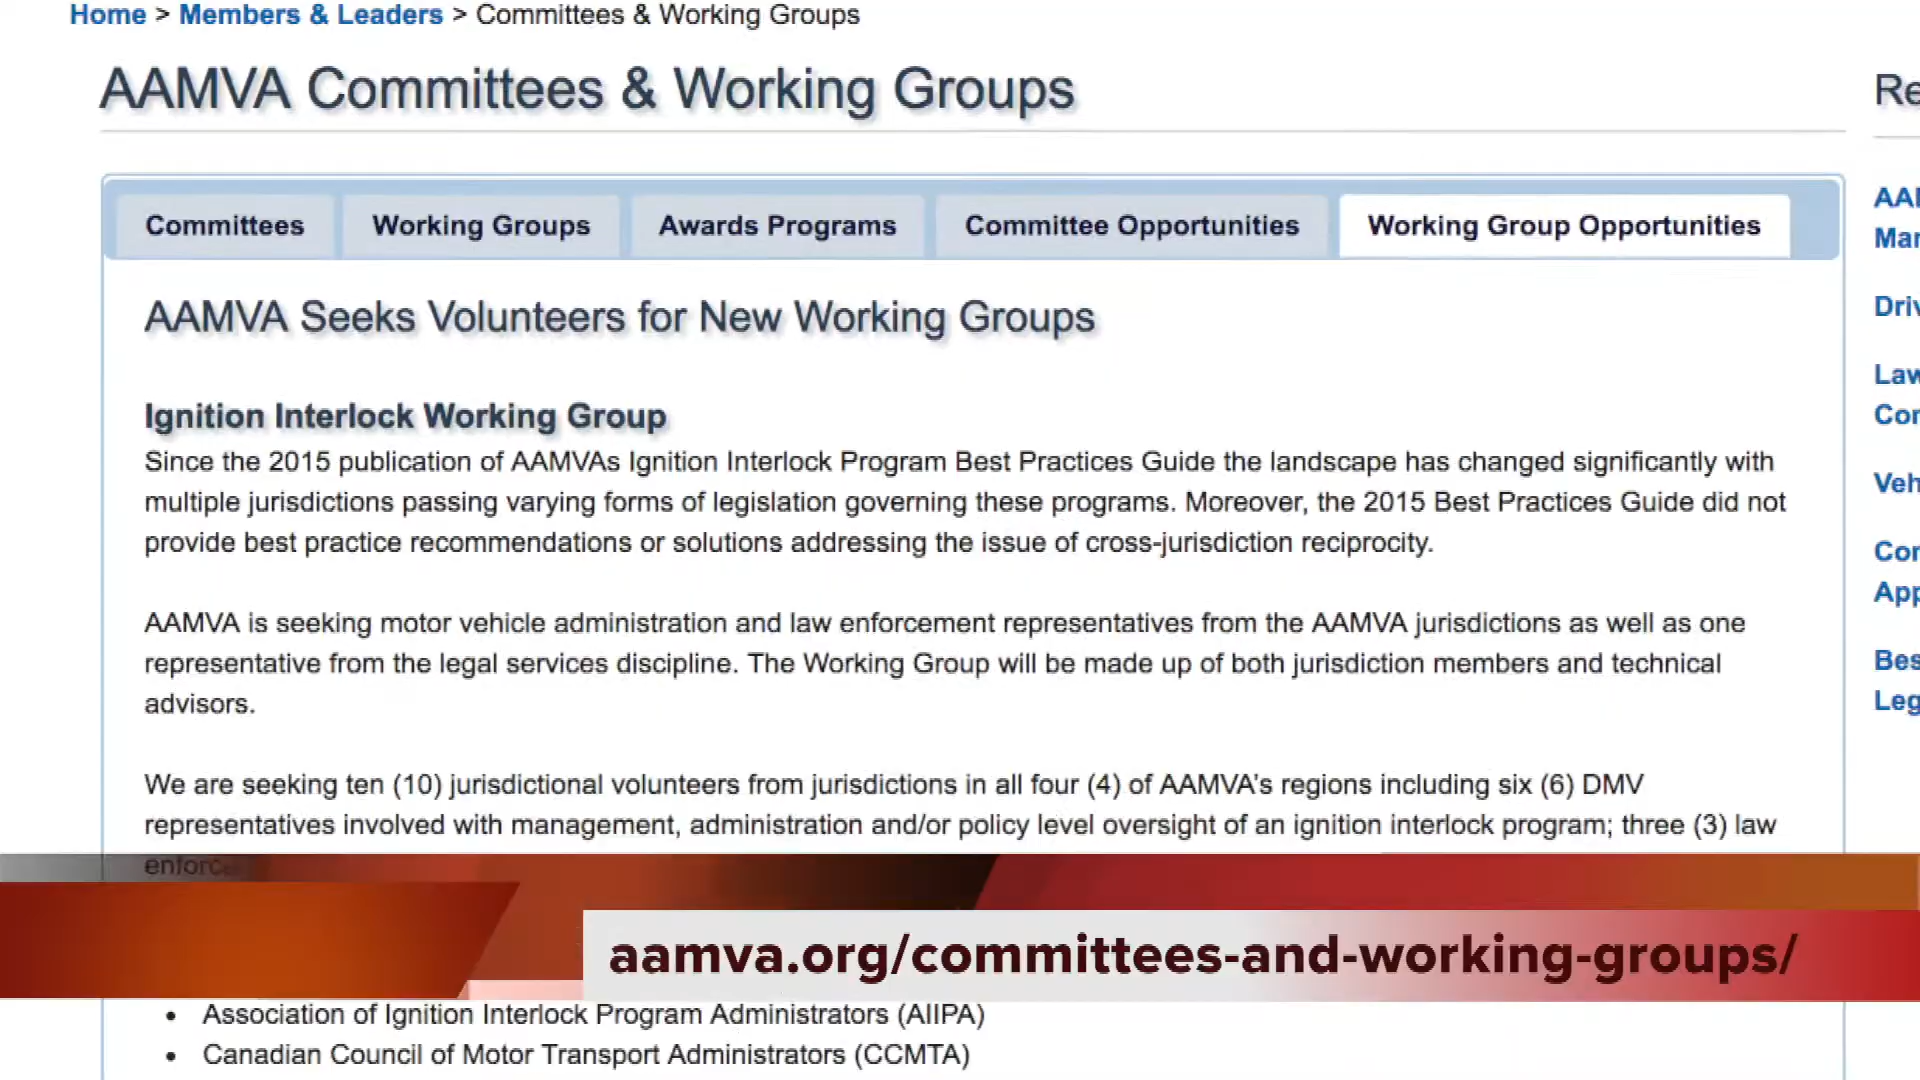 Home > Members & Leaders > Committees & Working Groups
AAMVA Committees & Working Groups
Committees
Working Groups
Awards Programs
Committee Opportunities
Working Group Opportunities
AAMVA Seeks Volunteers for New Working Groups
Ignition Interlock Working Group
Since the 2015 publication of AAMVAs Ignition Interlock Program Best Practices Guide the landscape has changed significantly with
multiple jurisdictions passing varying forms of legislation governing these programs. Moreover, the 2015 Best Practices Guide did not
provide best practice recommendations or solutions addressing the issue of cross-jurisdiction reciprocity.
AAMVA is seeking motor vehicle administration and law enforcement representatives from the AAMVA jurisdictions as well as one
representative from the legal services discipline. The Working Group will be made up of both jurisdiction members and technical
advisors.
We are seeking ten (10) jurisdictional volunteers from jurisdictions in all four (4) of AAMVA's regions including six (6) DMV
representatives involved with management, administration and/or policy level oversight of an ignition interlock program; three (3) law
aamva.org/committees-and-working-groups/
• Association of Ignition Interlock Program Administrators (AIIPA)
• Canadian Council of Motor Transport Administrators (CCMTA)